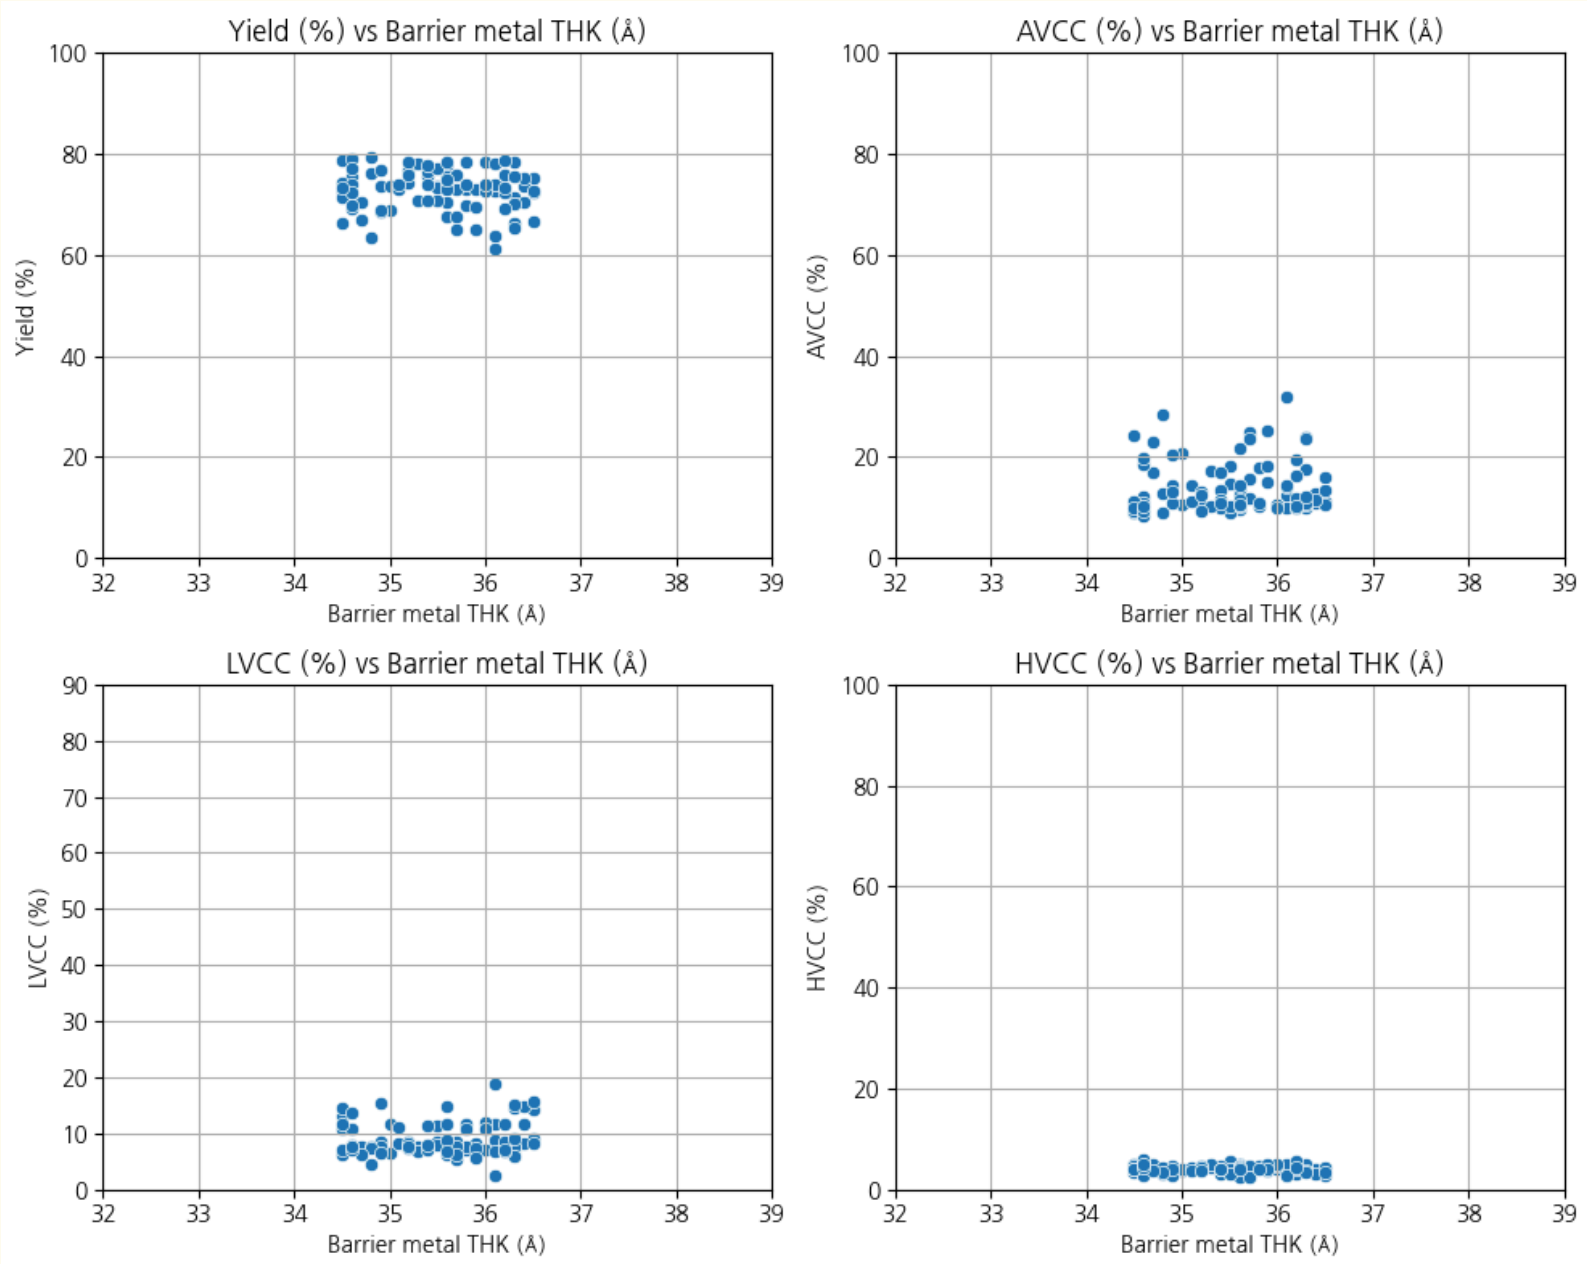 Yield (%) vs Barrier metal THK (Å)
100
80
60
40
20
0
Yield (%)
32 33 34 35 36 37 38 39
Barrier metal THK (Å)
AVCC (%) vs Barrier metal THK (Å)
100
80
60
40
20
0
AVCC (%)
32 33 34 35 36 37 38 39
Barrier metal THK (Å)
LVCC (%) vs Barrier metal THK (Å)
90
80
70
60
50
40
30
20
10
0
LVCC (%)
32 33 34 35 36 37 38 39
Barrier metal THK (Å)
HVCC (%) vs Barrier metal THK (Å)
100
80
60
40
20
0
HVCC (%)
32 33 34 35 36 37 38 39
Barrier metal THK (Å)